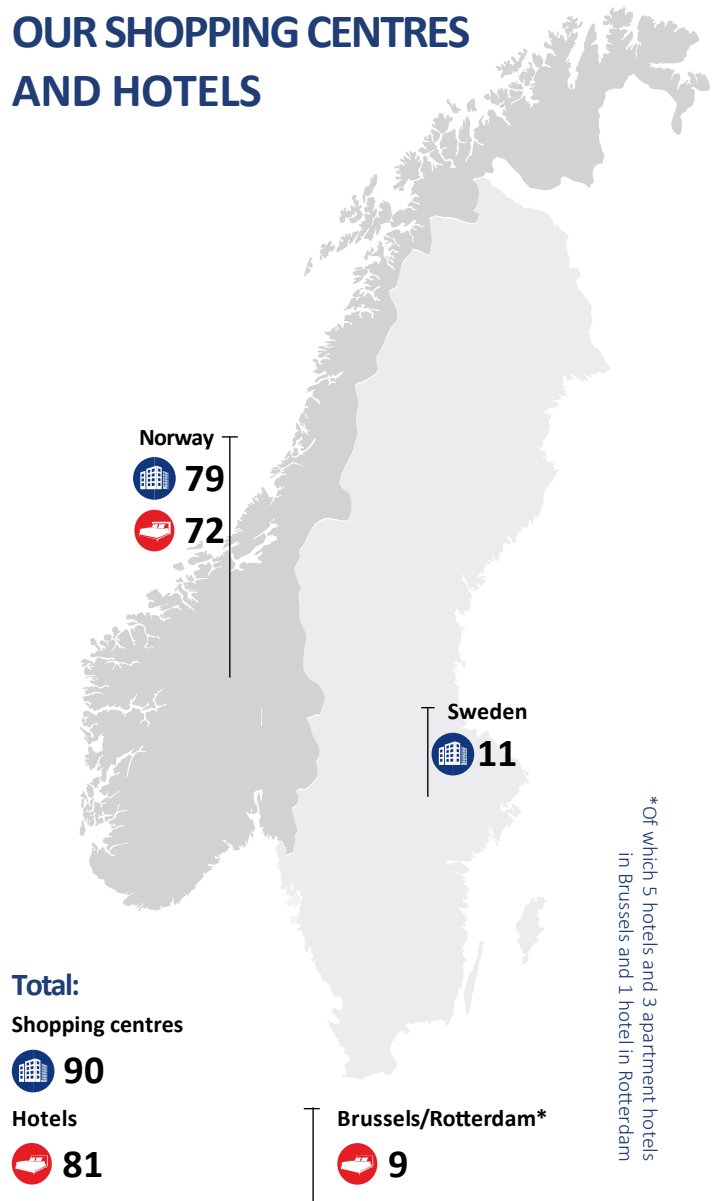 OUR SHOPPING CENTRES
AND HOTELS
Norway
79
72
Sweden
11
*Of which 5 hotels and 3 apartment hotels
in Brussels and 1 hotel in Rotterdam
Total:
Shopping centres
90
Hotels
81
Brussels/Rotterdam*
9